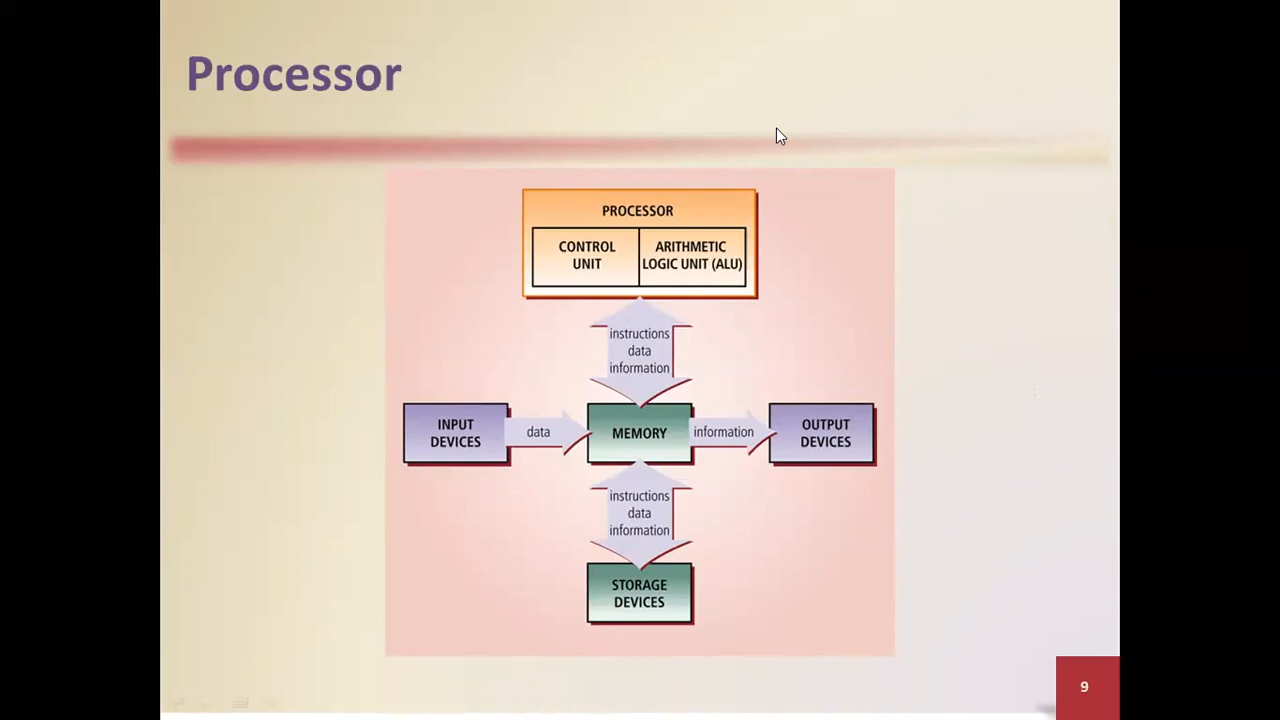 Processor
PROCESSOR
CONTROL
UNIT
ARITHMETIC
LOGIC UNIT (ALU)
instructions
data
information
INPUT
DEVICES
data
MEMORY
information
OUTPUT
DEVICES
instructions
data
information
STORAGE
DEVICES
9